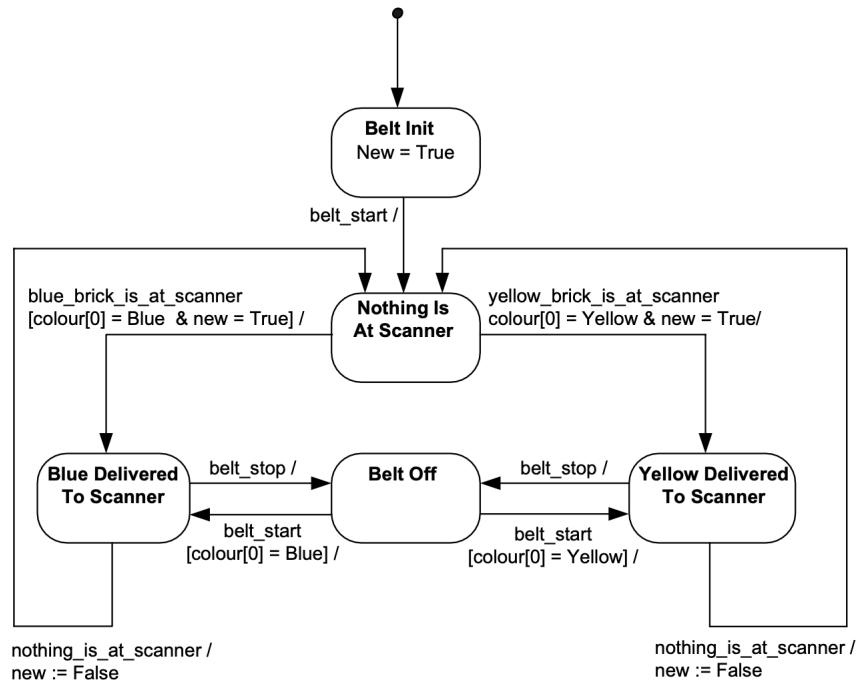 Belt Init
New = True
belt_start /
blue_brick_is_at_scanner
[colour[0] = Blue  & new = True] /
Nothing Is
At Scanner
yellow_brick_is_at_scanner
colour[0] = Yellow & new = True/
Blue Delivered
To Scanner
belt_stop /
Belt Off
belt_stop /
Yellow Delivered
To Scanner
belt_start
[colour[0] = Blue] /
belt_start
[colour[0] = Yellow] /
nothing_is_at_scanner /
new := False
nothing_is_at_scanner /
new := False